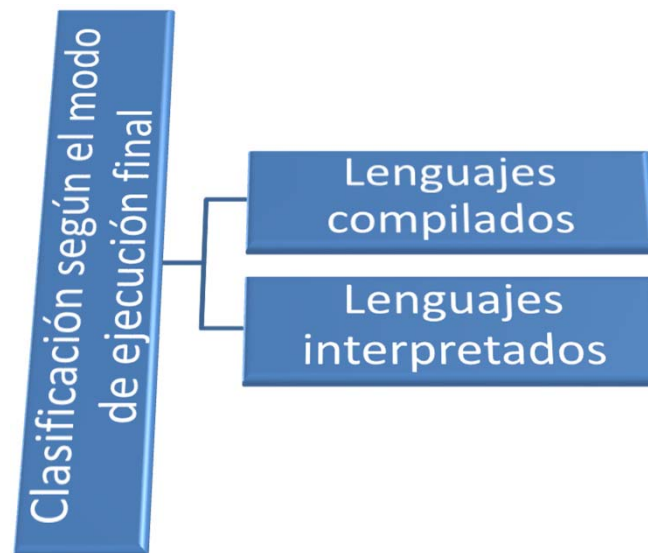 Clasificación según el modo
de ejecución final
Lenguajes
compilados
Lenguajes
interpretados